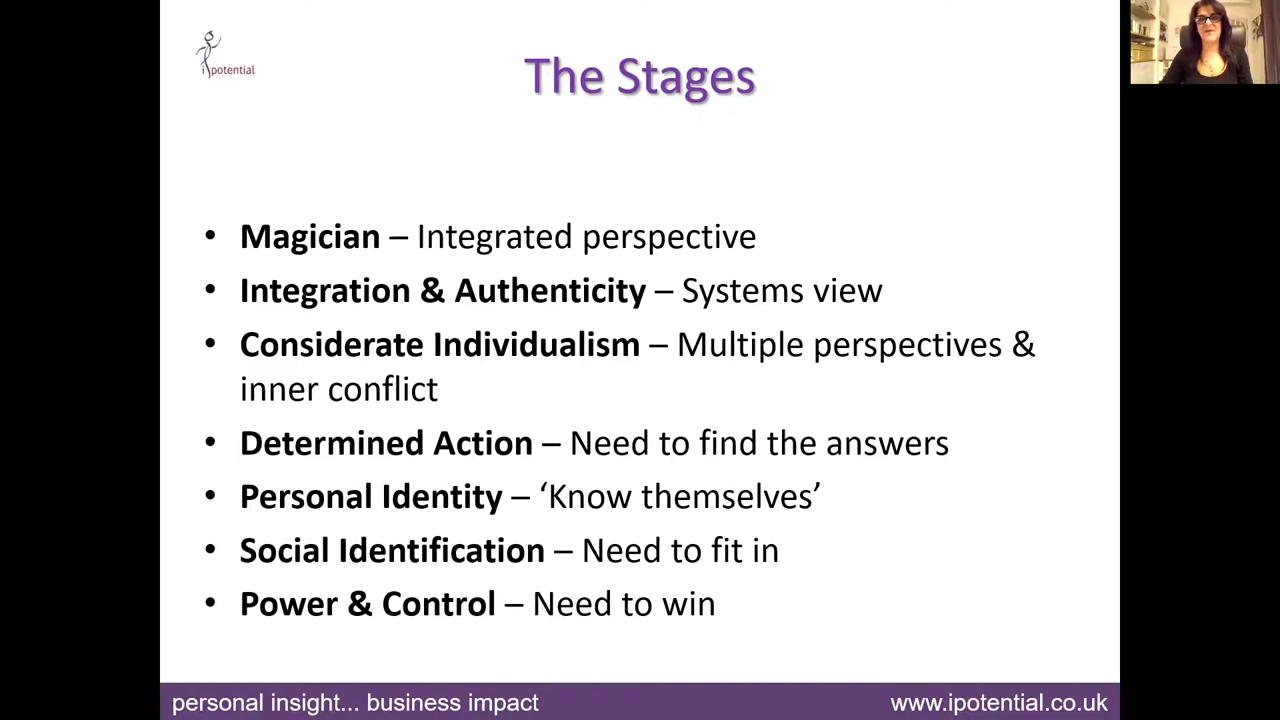 i potential
The Stages
• Magician – Integrated perspective
• Integration & Authenticity – Systems view
• Considerate Individualism – Multiple perspectives &
inner conflict
• Determined Action – Need to find the answers
• Personal Identity – ‘Know themselves’
• Social Identification – Need to fit in
• Power & Control – Need to win
personal insight... business impact
www.ipotential.co.uk